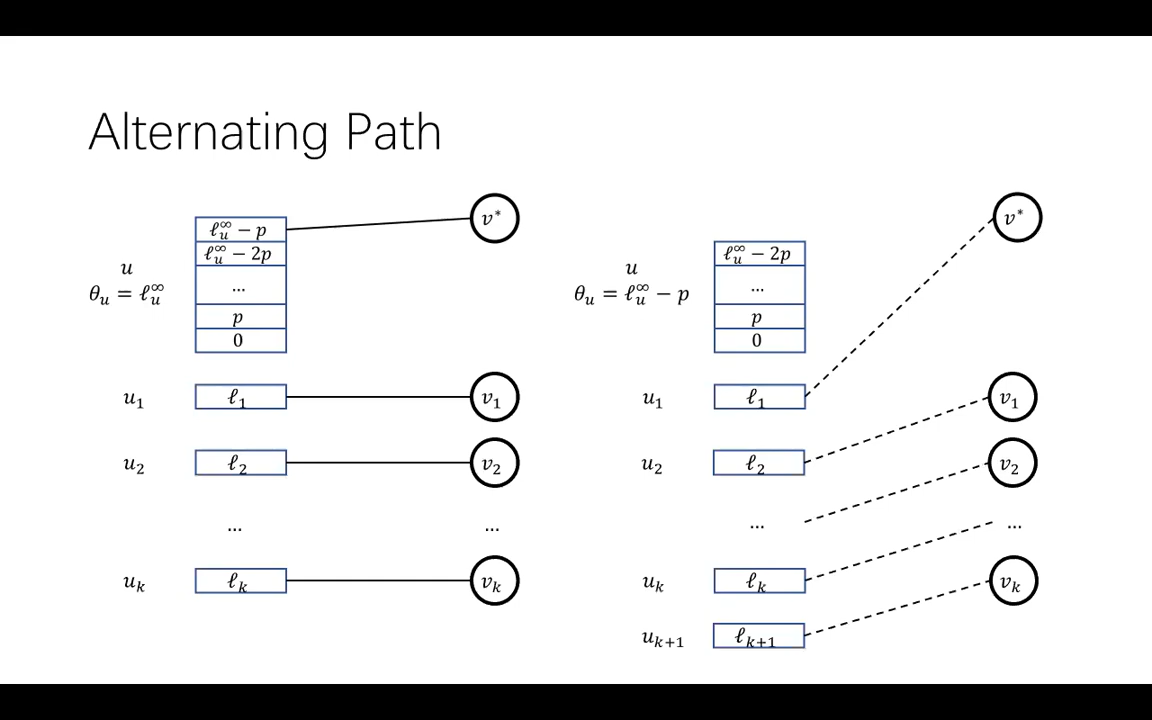 Alternating Path
ℓ_u^∞ − p
ℓ_u^∞ − 2p
...
p
0
u
θ_u = ℓ_u^∞
v*
u_1 ℓ_1 v_1
u_2 ℓ_2 v_2
... ...
u_k ℓ_k v_k
ℓ_u^∞ − 2p
...
p
0
u
θ_u = ℓ_u^∞ − p
v*
u_1 ℓ_1 v_1
u_2 ℓ_2 v_2
... ...
u_k ℓ_k v_k
u_{k+1} ℓ_{k+1}